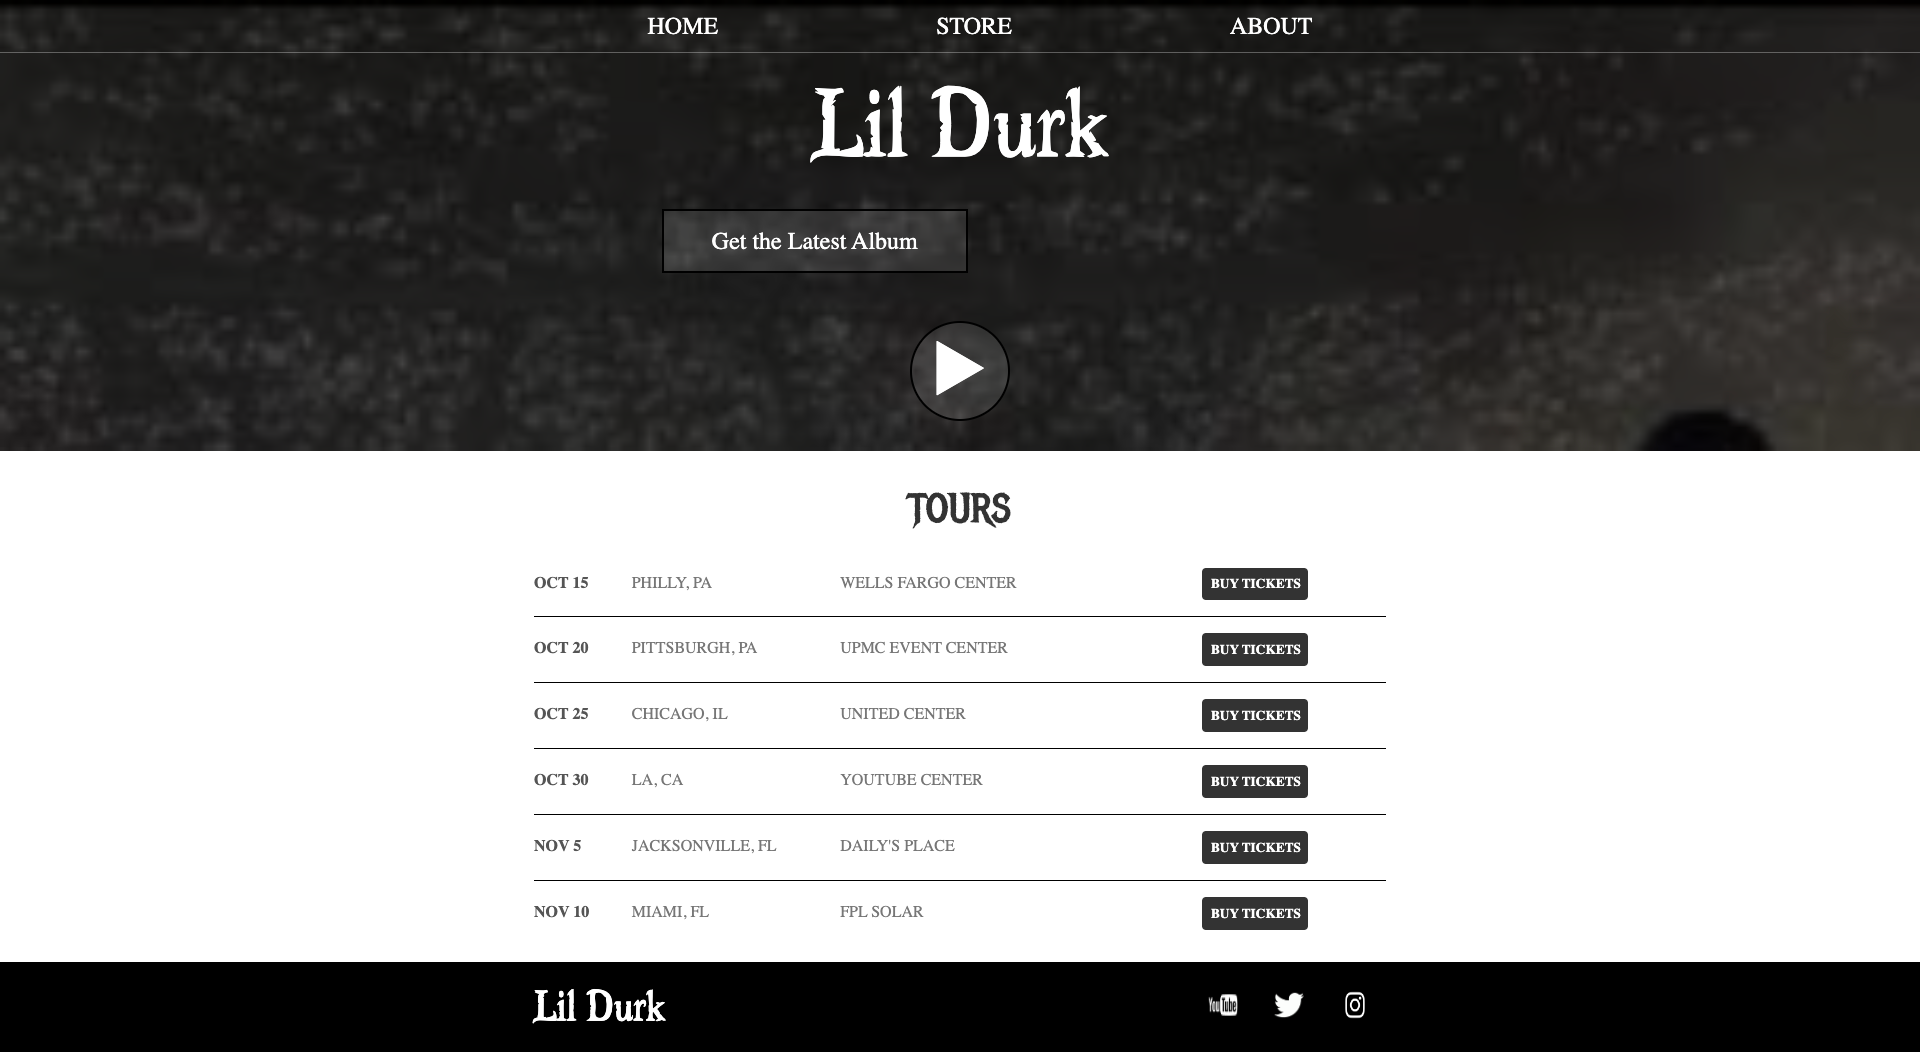 HOME STORE ABOUT
Lil Durk
Get the Latest Album
TOURS
OCT 15 PHILLY, PA WELLS FARGO CENTER BUY TICKETS
OCT 20 PITTSBURGH, PA UPMC EVENT CENTER BUY TICKETS
OCT 25 CHICAGO, IL UNITED CENTER BUY TICKETS
OCT 30 LA, CA YOUTUBE CENTER BUY TICKETS
NOV 5 JACKSONVILLE, FL DAILY'S PLACE BUY TICKETS
NOV 10 MIAMI, FL FPL SOLAR BUY TICKETS
Lil Durk YouTube